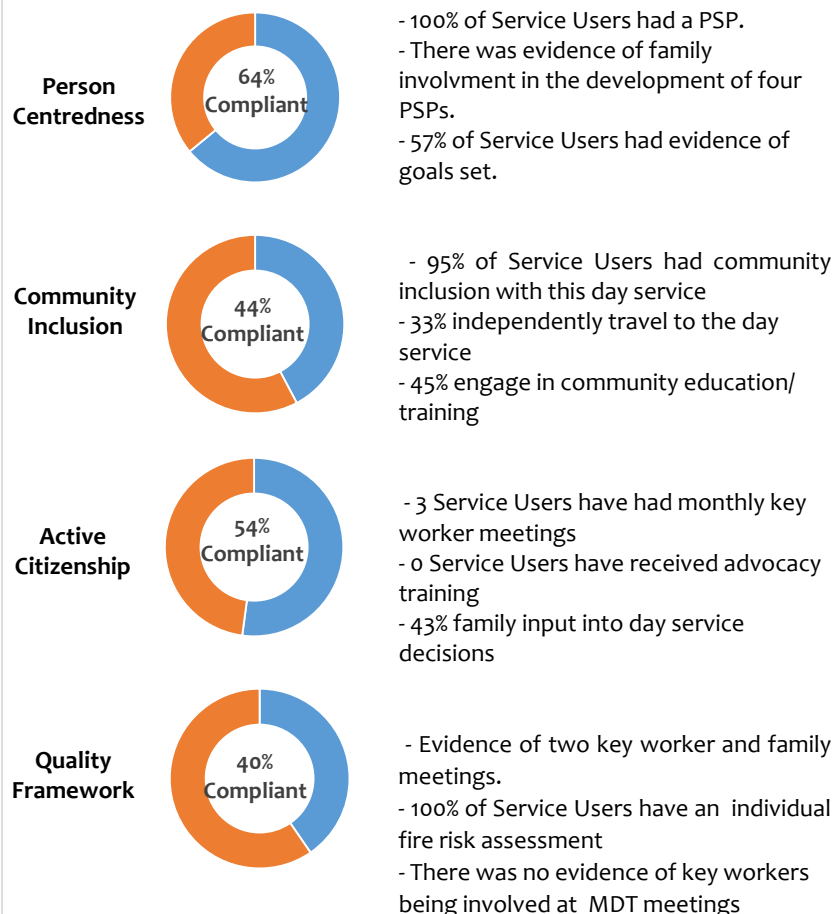 Person
Centredness
64%
Compliant
- 100% of Service Users had a PSP.
- There was evidence of family
involvment in the development of four
PSPs.
- 57% of Service Users had evidence of
goals set.
Community
Inclusion
44%
Compliant
- 95% of Service Users had community
inclusion with this day service
- 33% independently travel to the day
service
- 45% engage in community education/
training
Active
Citizenship
54%
Compliant
- 3 Service Users have had monthly key
worker meetings
- 0 Service Users have received advocacy
training
- 43% family input into day service
decisions
Quality
Framework
40%
Compliant
- Evidence of two key worker and family
meetings.
- 100% of Service Users have an individual
fire risk assessment
- There was no evidence of key workers
being involved at MDT meetings